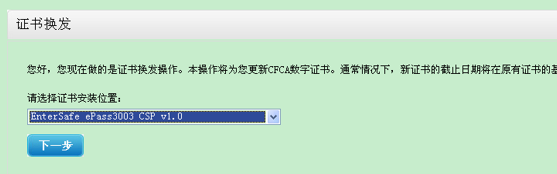 证书换发
您好，您现在做的是证书换发操作。本操作将为您更新CFCA数字证书。通常情况下，新证书的截止日期将在原有证书的基
请选择证书安装位置：
EnterSafe ePass3003 CSP v1.0
下一步